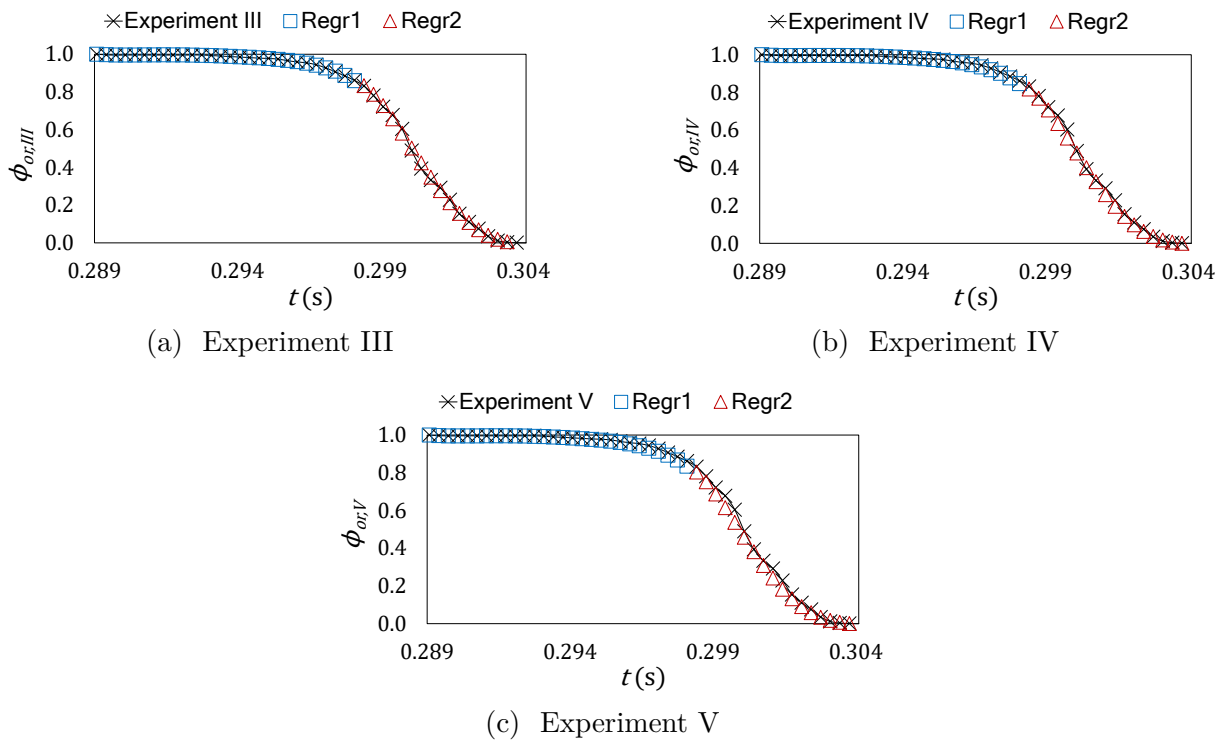 Experiment III Regr1 Regr2
1.0
0.8
0.6
0.4
0.2
0.0
ϕor,III
0.289 0.294 0.299 0.304
t(s)
(a) Experiment III
Experiment IV Regr1 Regr2
1.0
0.8
0.6
0.4
0.2
0.0
ϕor,IV
0.289 0.294 0.299 0.304
t(s)
(b) Experiment IV
Experiment V Regr1 Regr2
1.0
0.8
0.6
0.4
0.2
0.0
ϕor,V
0.289 0.294 0.299 0.304
t(s)
(c) Experiment V